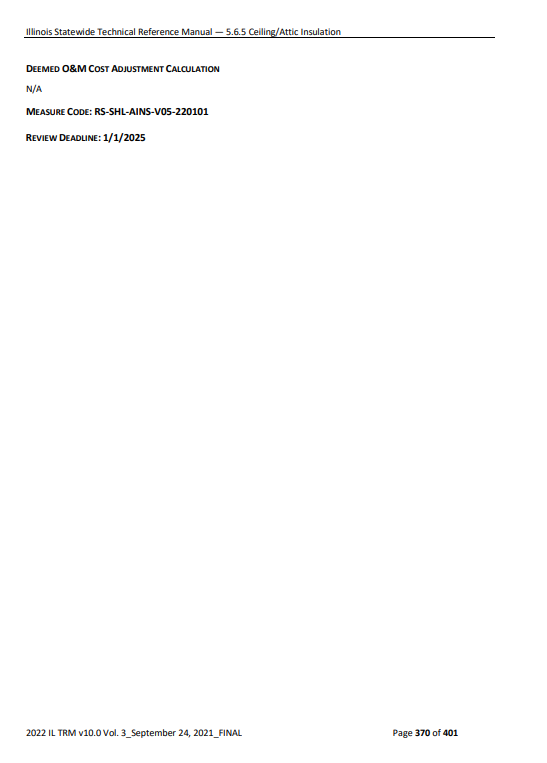 Illinois Statewide Technical Reference Manual — 5.6.5 Ceiling/Attic Insulation
DEEMED O&M COST ADJUSTMENT CALCULATION
N/A
MEASURE CODE: RS-SHL-AINS-V05-220101
REVIEW DEADLINE: 1/1/2025
2022 IL TRM v10.0 Vol. 3_September 24, 2021_FINAL Page 370 of 401